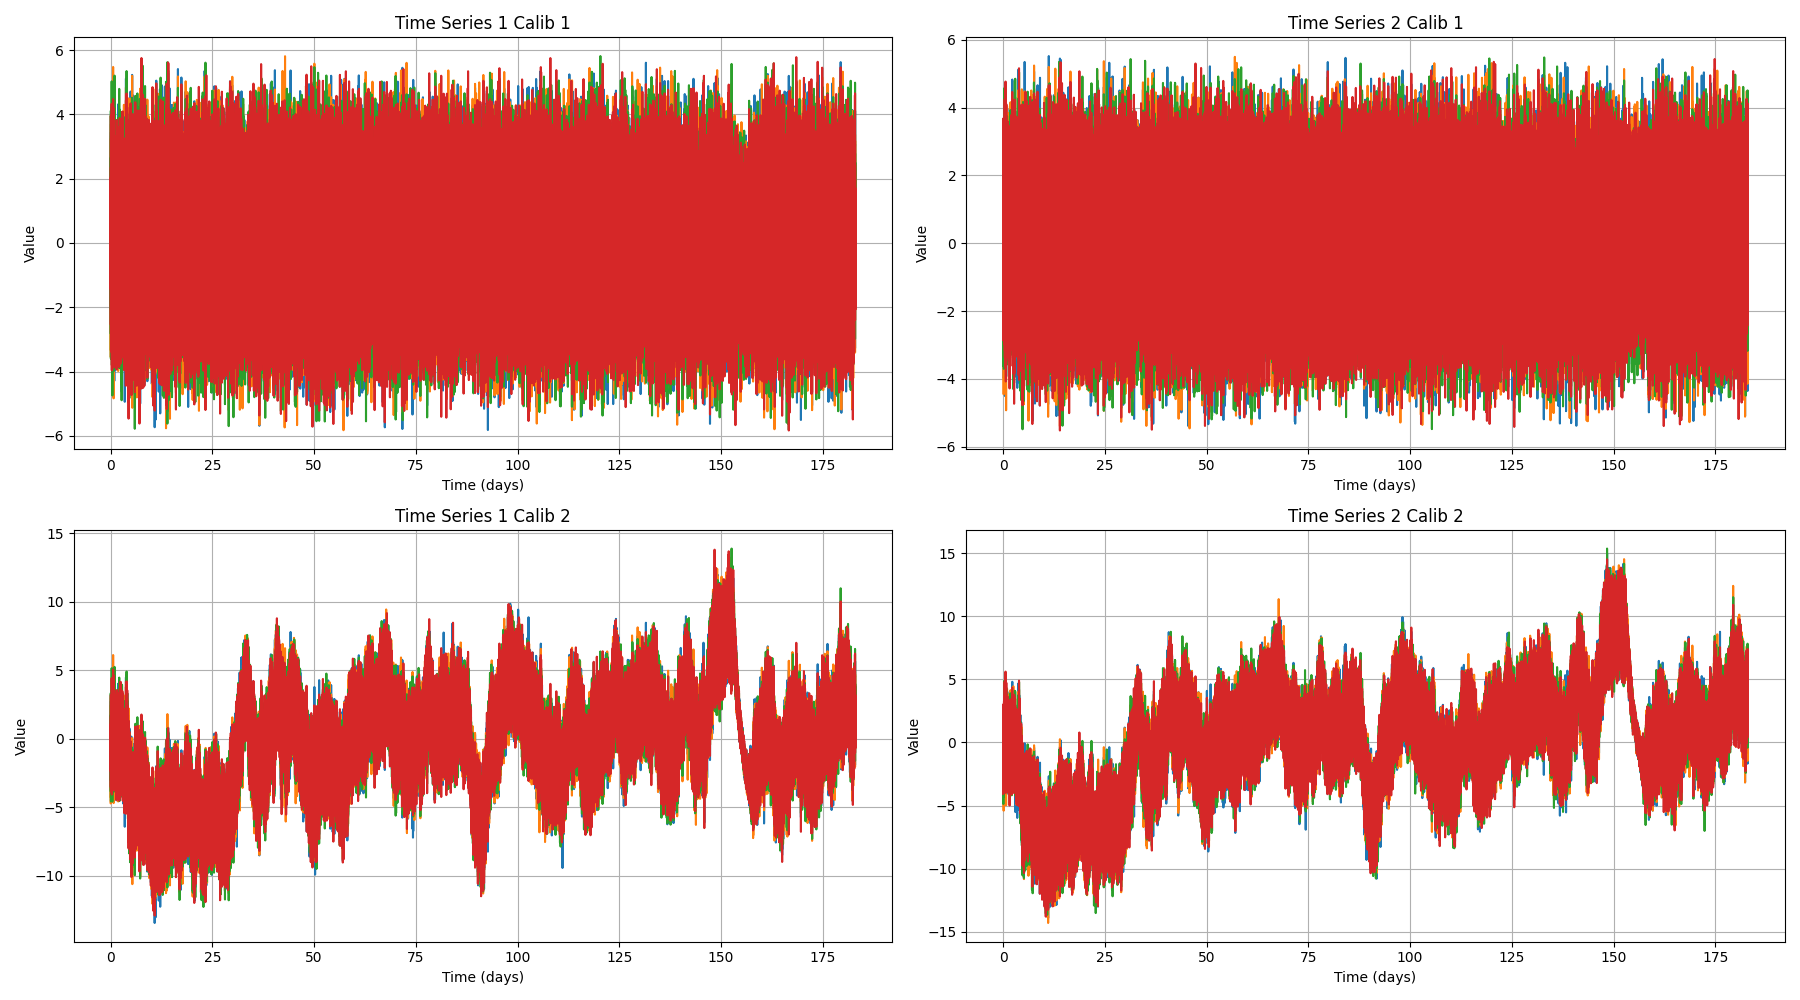 Time Series 1 Calib 1
6
4
2
0
−2
−4
−6
Value
0 25 50 75 100 125 150 175
Time (days)
Time Series 2 Calib 1
6
4
2
0
−2
−4
−6
Value
0 25 50 75 100 125 150 175
Time (days)
Time Series 1 Calib 2
15
10
5
0
−5
−10
Value
0 25 50 75 100 125 150 175
Time (days)
Time Series 2 Calib 2
15
10
5
0
−5
−10
−15
Value
0 25 50 75 100 125 150 175
Time (days)